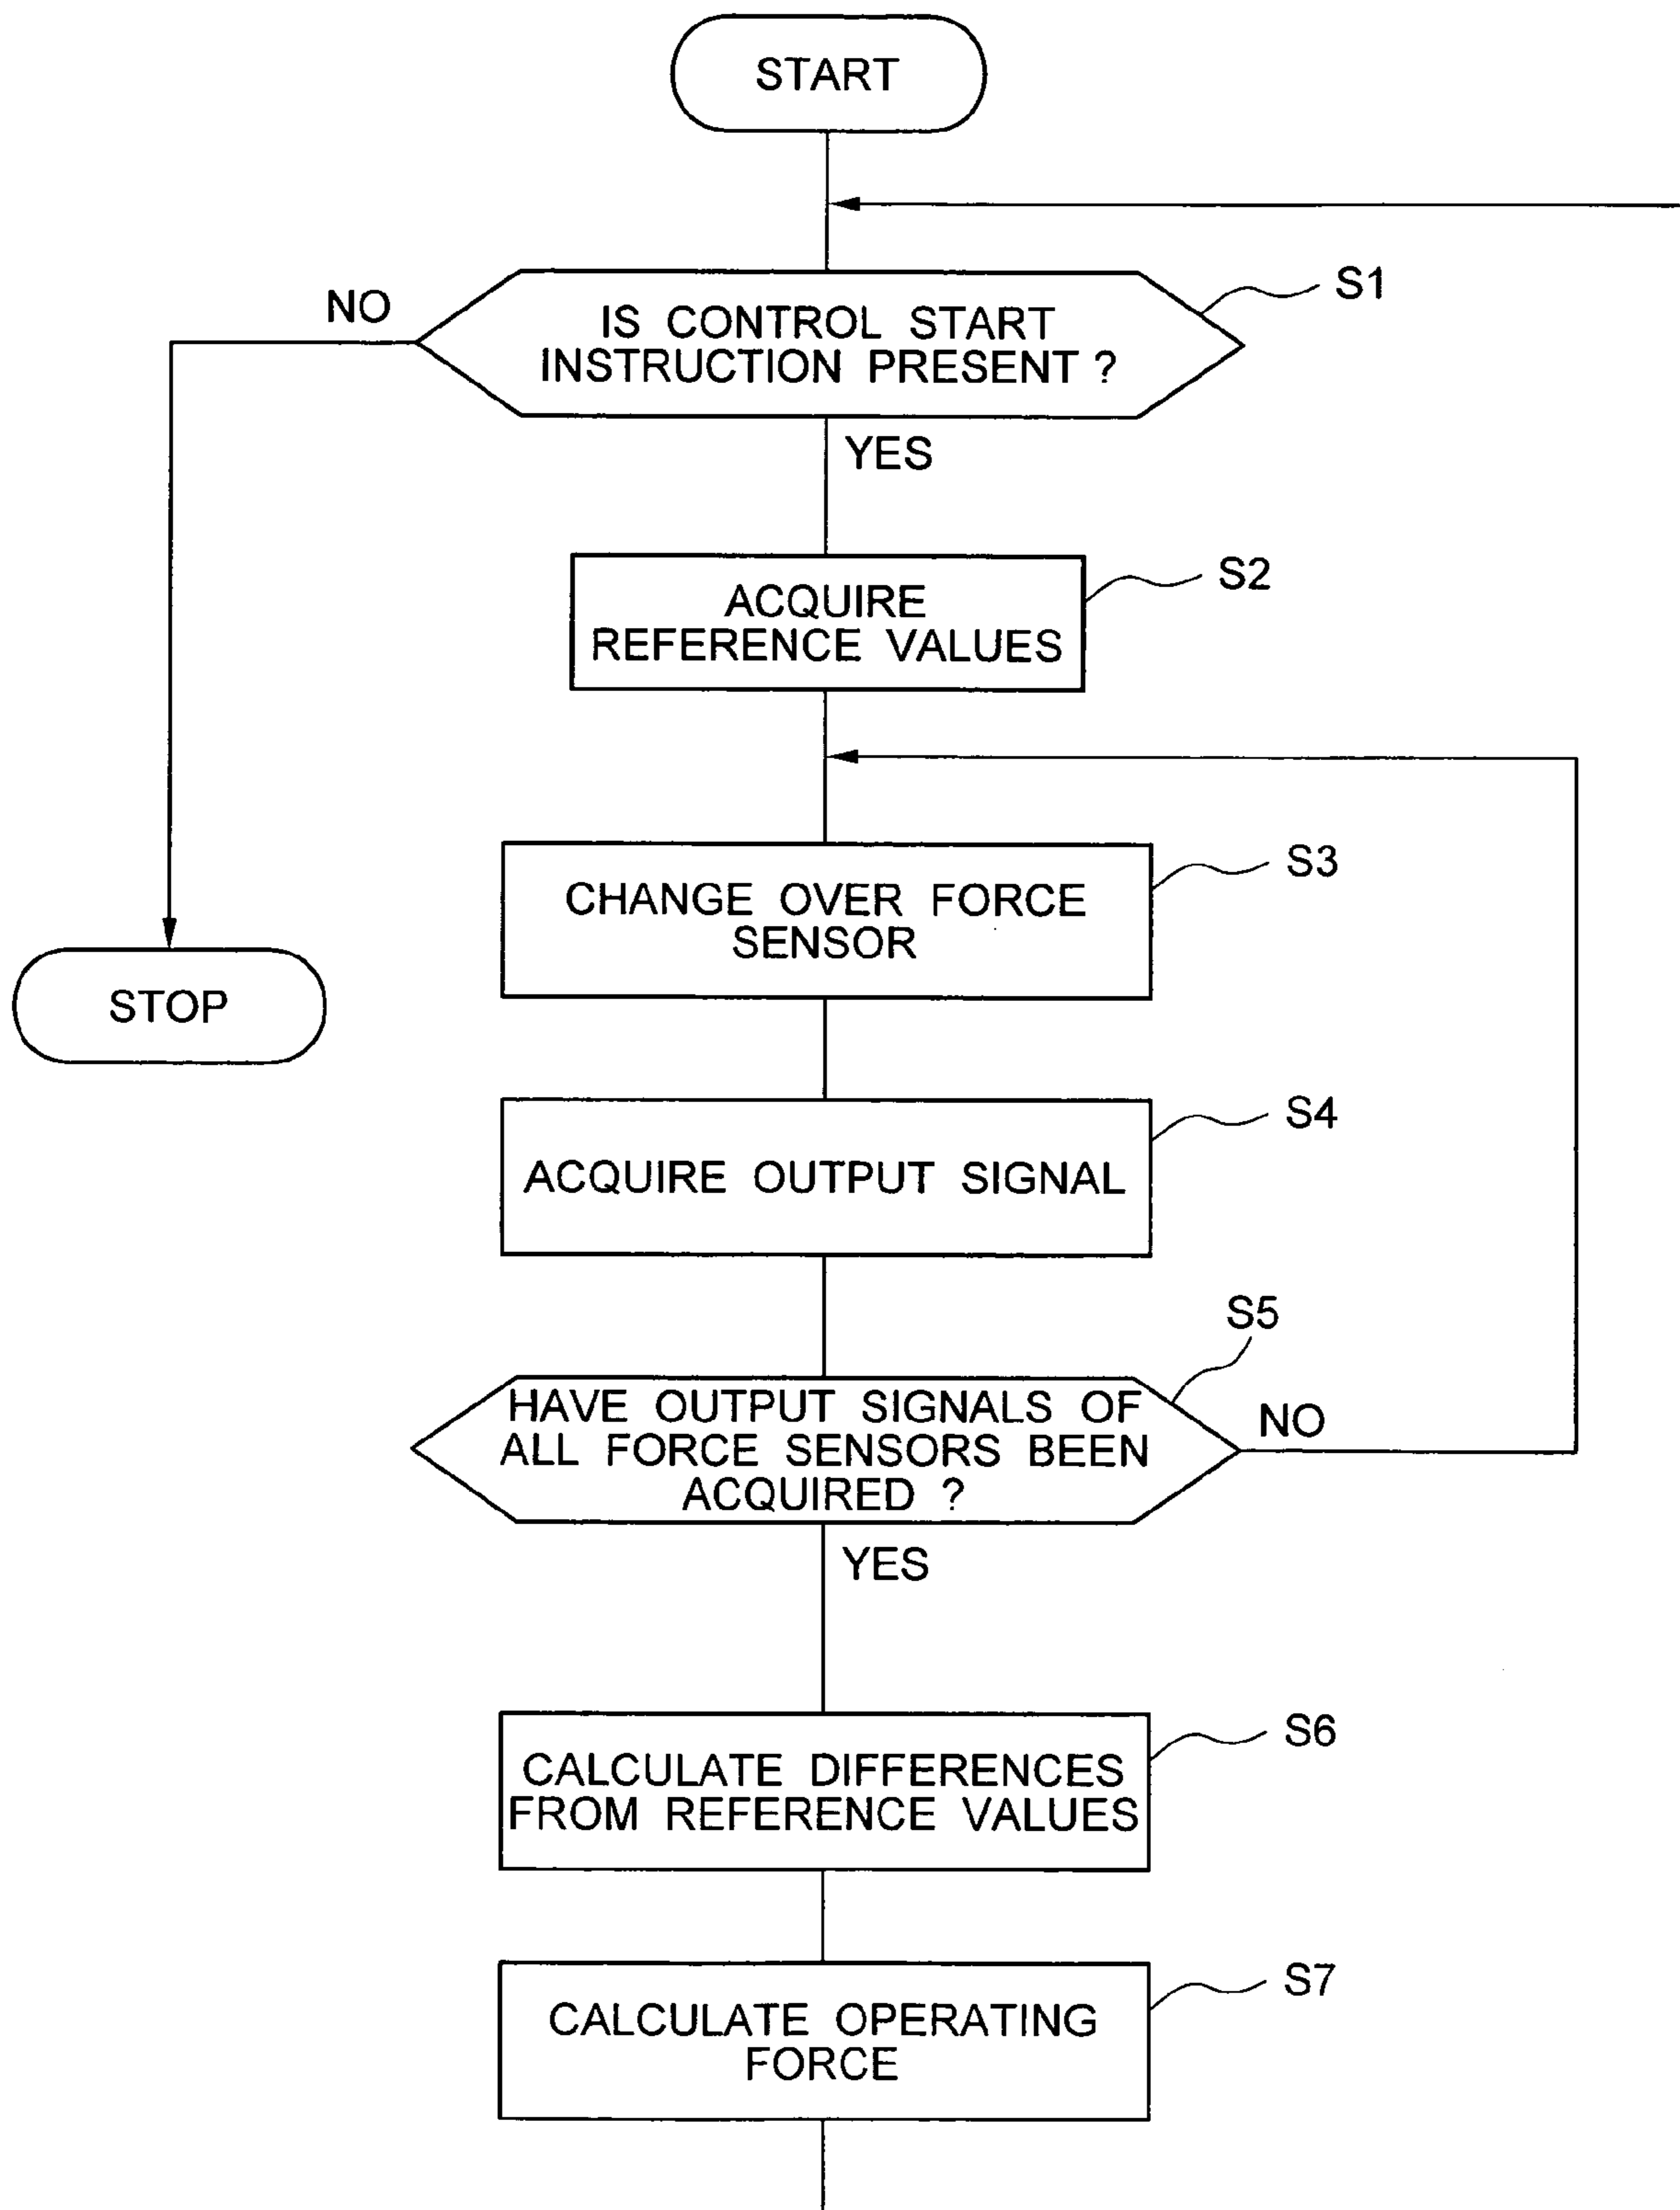 START
NO
IS CONTROL START
INSTRUCTION PRESENT ?
S1
YES
ACQUIRE
REFERENCE VALUES
S2
CHANGE OVER FORCE
SENSOR
S3
STOP
ACQUIRE OUTPUT SIGNAL
S4
S5
HAVE OUTPUT SIGNALS OF
ALL FORCE SENSORS BEEN
ACQUIRED ?
NO
YES
CALCULATE DIFFERENCES
FROM REFERENCE VALUES
S6
CALCULATE OPERATING
FORCE
S7